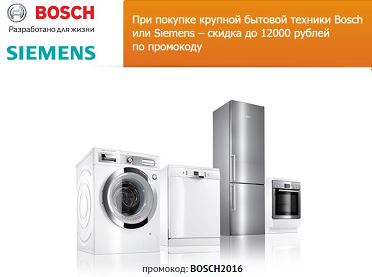 BOSCH
Разработано для жизни
SIEMENS
При покупке крупной бытовой техники Bosch
или Siemens – скидка до 12000 рублей
по промокоду
промокод: BOSCH2016